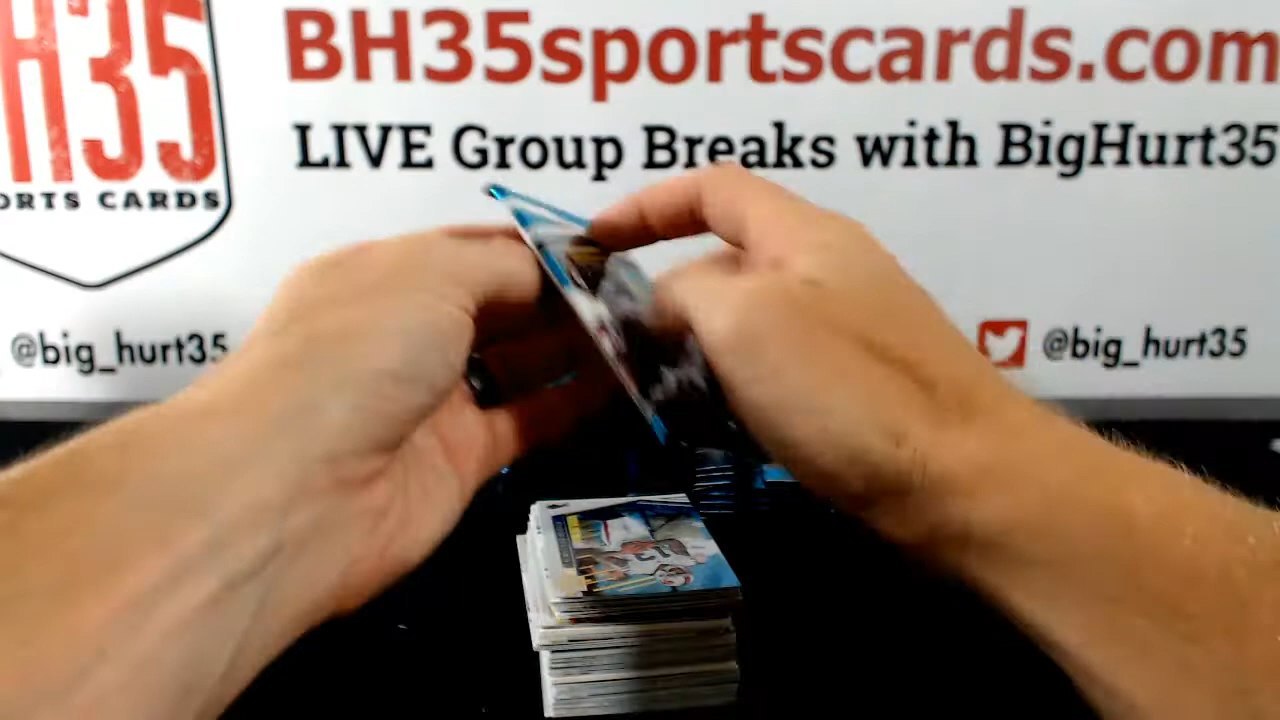 H35
ORTS CARDS
BH35sportscards.com
LIVE Group Breaks with BigHurt35
@big_hurt35
@big_hurt35